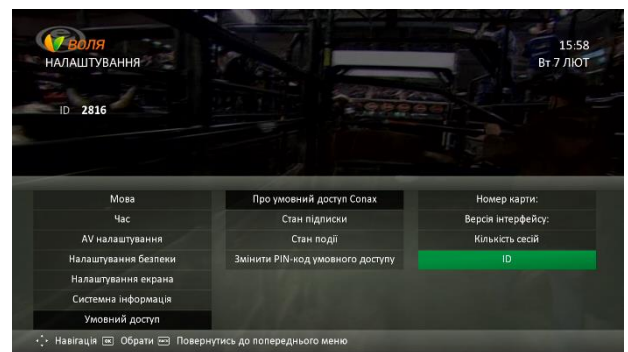 ВОЛЯ
НАЛАШТУВАННЯ
15:58
Вт 7 ЛЮТ
ID 2816
Мова
Час
AV налаштування
Налаштування безпеки
Налаштування екрана
Системна інформація
Умовний доступ
Про умовний доступ Conax
Стан підписки
Стан події
Змінити PIN-код умовного доступу
Номер карти:
Версія інтерфейсу:
Кількість сесій
ID
Навігація OK Обрати Повернутись до попереднього меню